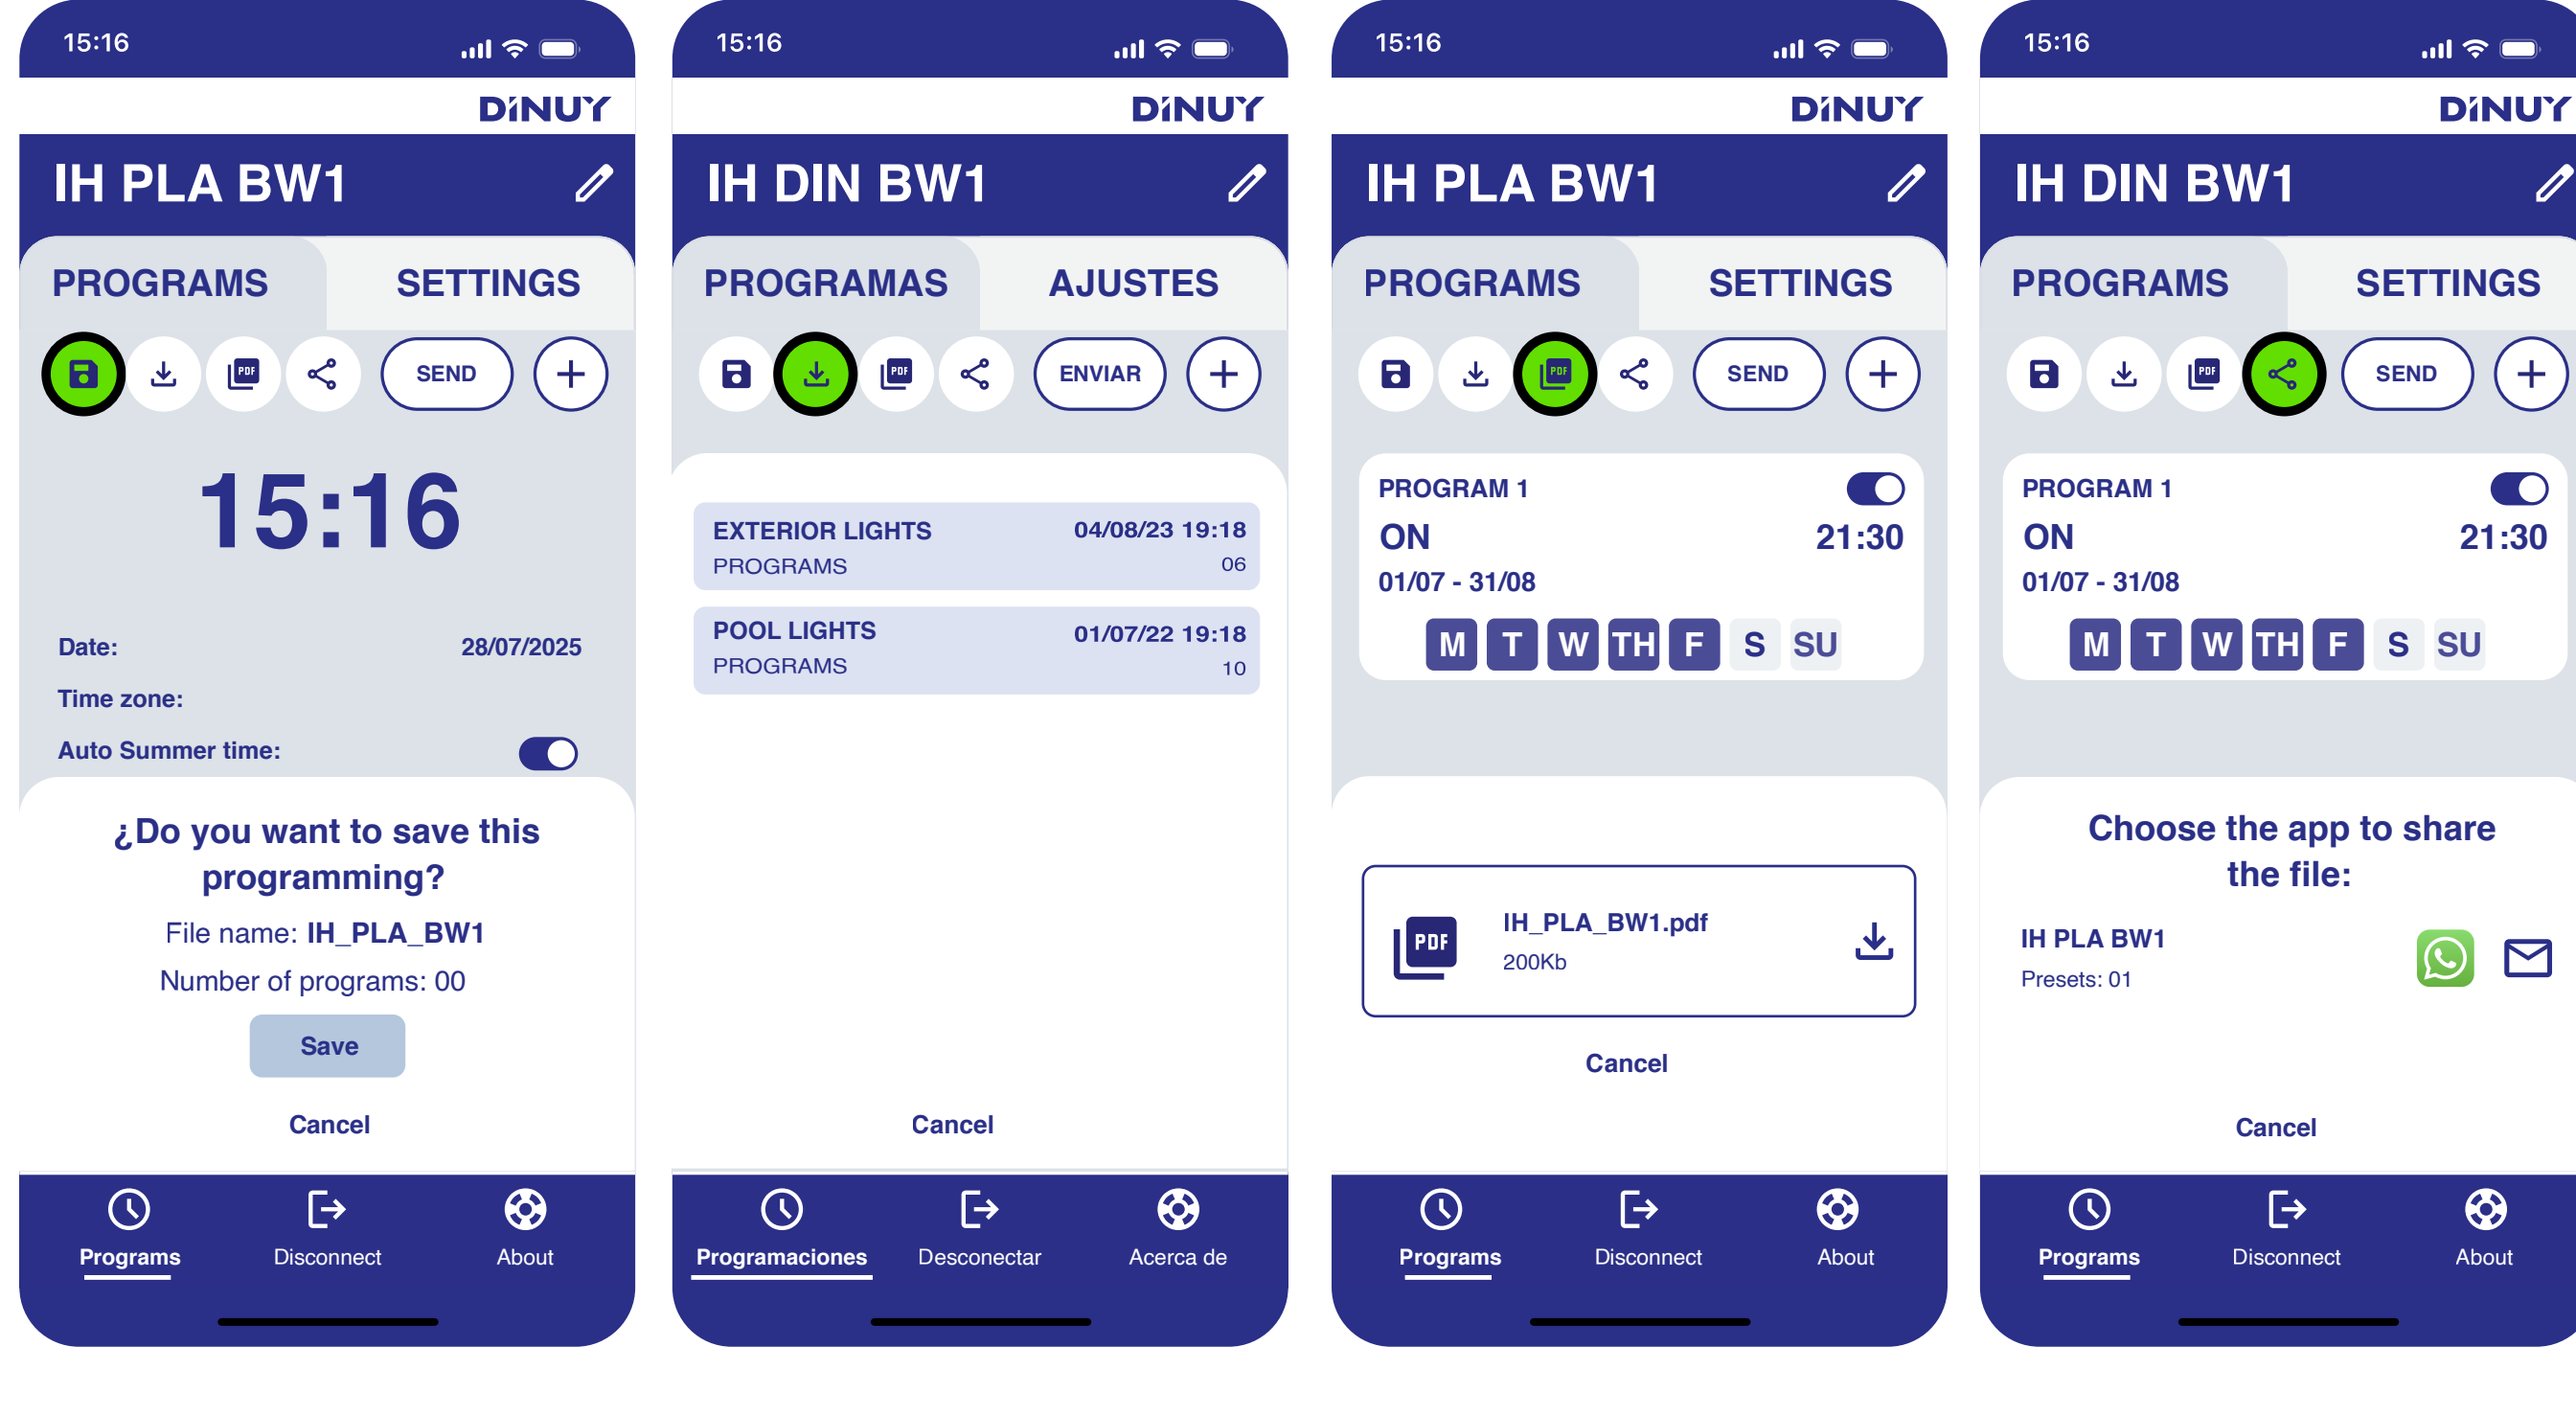 15:16
DINUY
IH PLA BW1
PROGRAMS
SETTINGS
PDF
SEND
15:16
Date:
28/07/2025
Time zone:
Auto Summer time:
¿Do you want to save this
programming?
File name: IH_PLA_BW1
Number of programs: 00
Save
Cancel
Programs
Disconnect
About
15:16
DINUY
IH DIN BW1
PROGRAMAS
AJUSTES
PDF
ENVIAR
EXTERIOR LIGHTS
04/08/23 19:18
PROGRAMS
06
POOL LIGHTS
01/07/22 19:18
PROGRAMS
10
Cancel
Programaciones
Desconectar
Acerca de
15:16
DINUY
IH PLA BW1
PROGRAMS
SETTINGS
PDF
SEND
PROGRAM 1
ON
21:30
01/07 - 31/08
M T W TH F S SU
PDF
IH_PLA_BW1.pdf
200Kb
Cancel
Programs
Disconnect
About
15:16
DINUY
IH DIN BW1
PROGRAMS
SETTINGS
PDF
SEND
PROGRAM 1
ON
21:30
01/07 - 31/08
M T W TH F S SU
Choose the app to share
the file:
IH PLA BW1
Presets: 01
Cancel
Programs
Disconnect
About